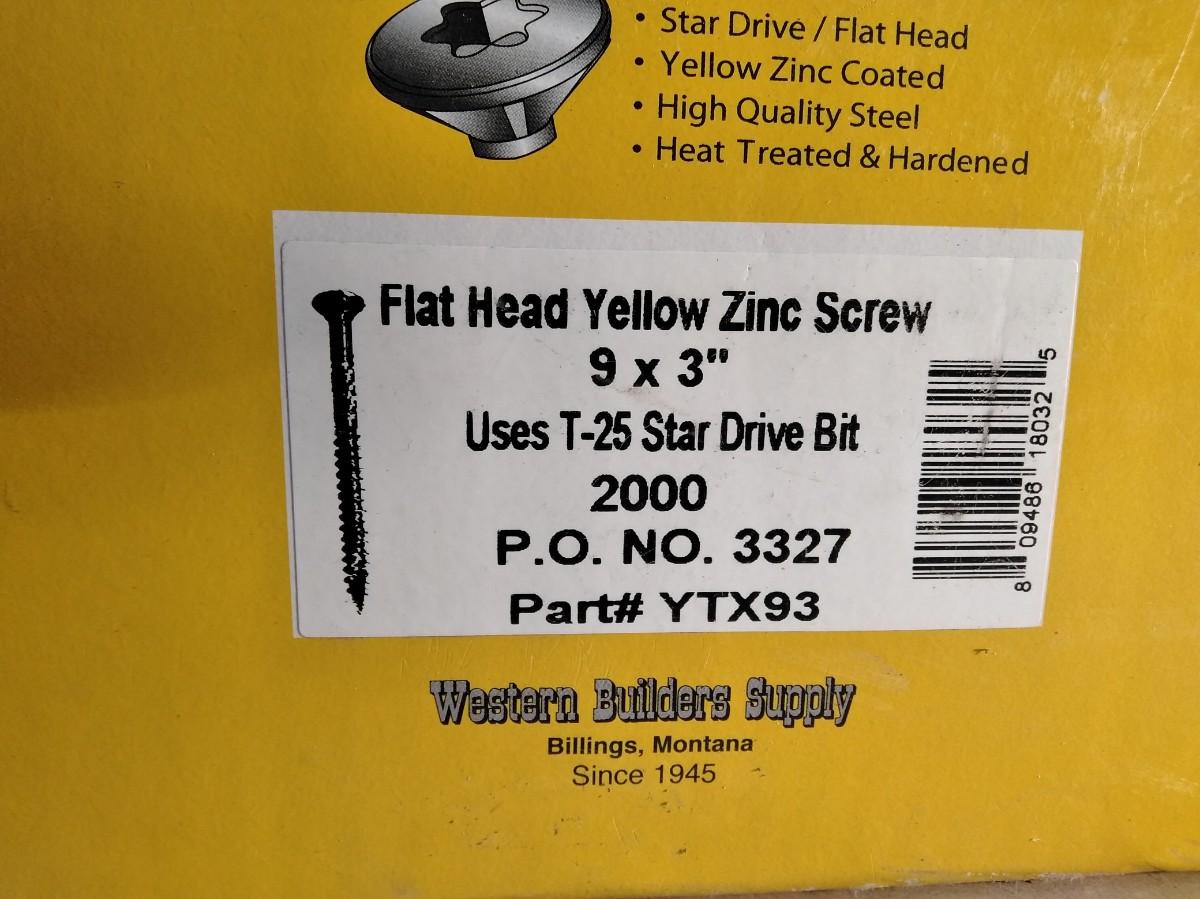 • Star Drive / Flat Head
• Yellow Zinc Coated
• High Quality Steel
• Heat Treated & Hardened
Flat Head Yellow Zinc Screw
9 x 3"
Uses T-25 Star Drive Bit
2000
P.O. NO. 3327
Part# YTX93
8 09486 18032 5
Western Builders Supply
Billings, Montana
Since 1945